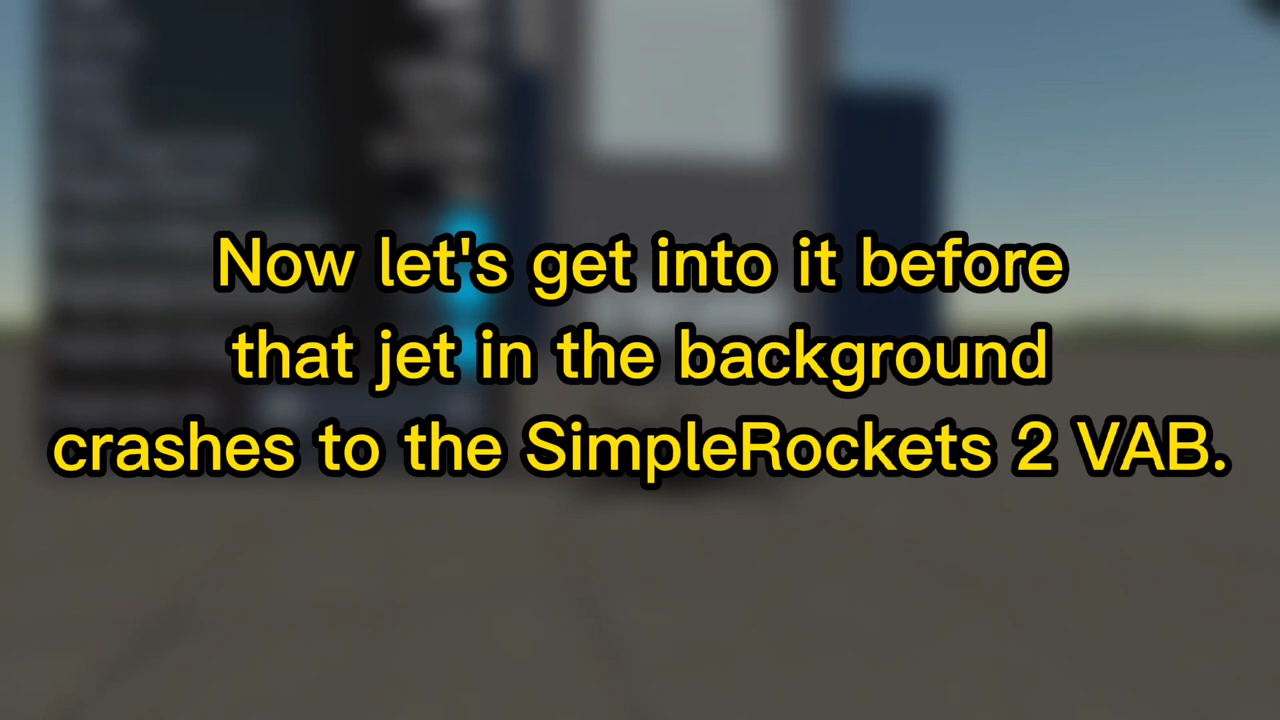 Now let's get into it before
that jet in the background
crashes to the SimpleRockets 2 VAB.